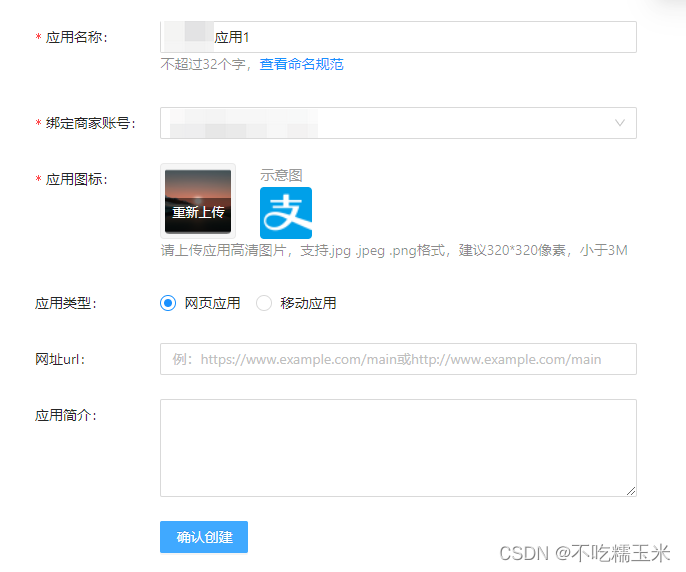 * 应用名称： 应用1
不超过32个字，查看命名规范
* 绑定商家账号：
* 应用图标： 重新上传 示意图
支
请上传应用高清图片，支持.jpg .jpeg .png格式，建议320*320像素，小于3M
应用类型： 网页应用 移动应用
网址url： 例：https://www.example.com/main或http://www.example.com/main
应用简介：
确认创建
CSDN @不吃糯玉米